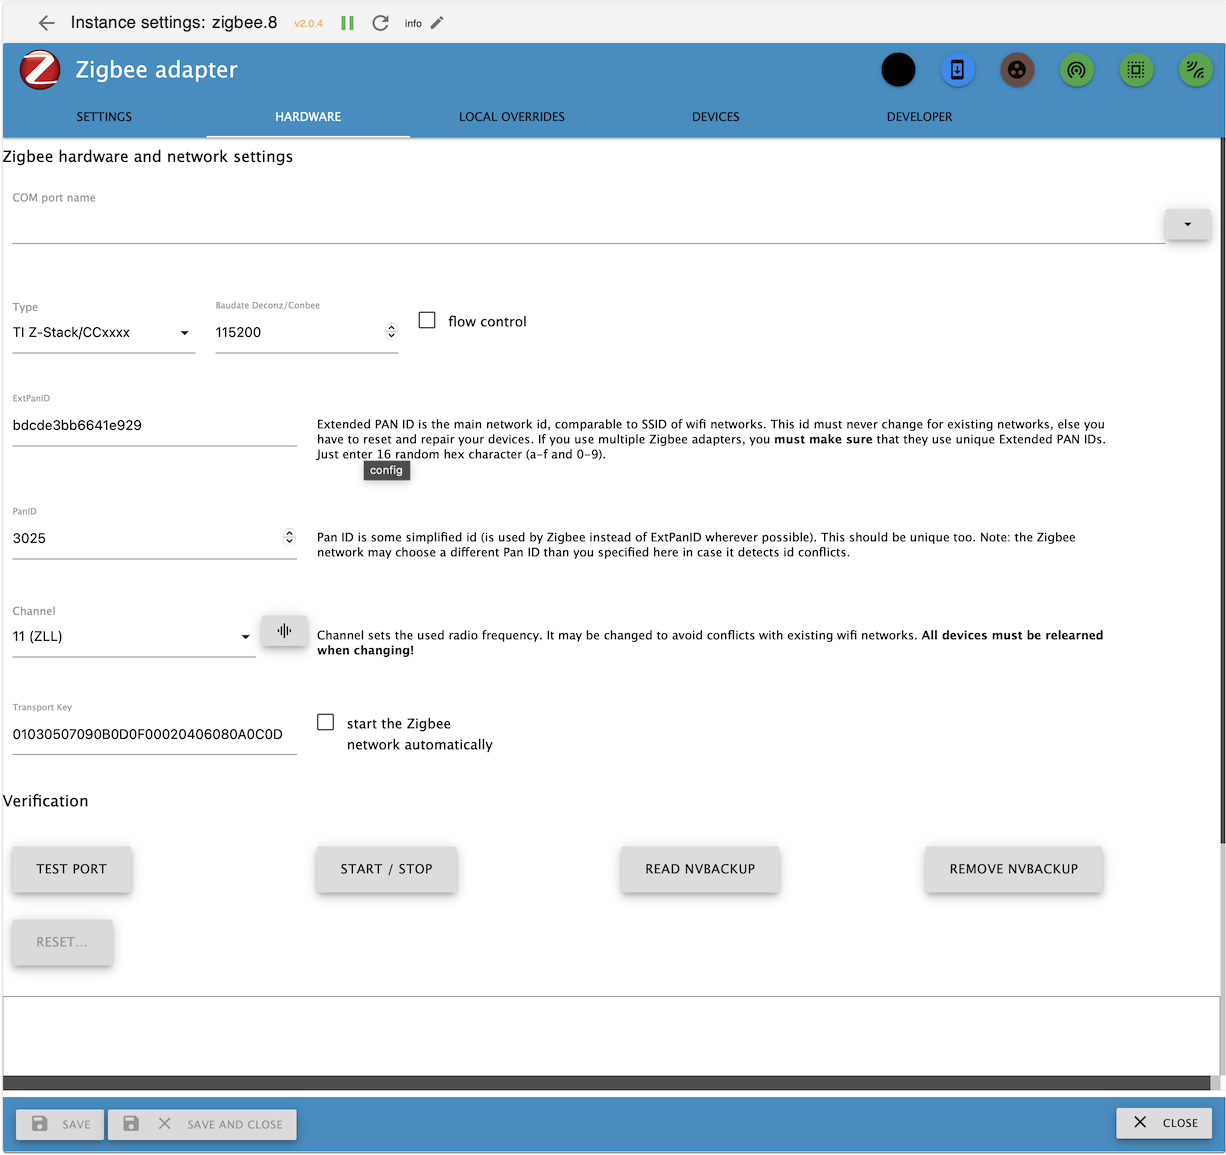 Instance settings: zigbee.8 v2.0.4 info
Zigbee adapter
SETTINGS HARDWARE LOCAL OVERRIDES DEVICES DEVELOPER
Zigbee hardware and network settings
COM port name
Type
TI Z-Stack/CCxxxx
Baudate Deconz/Conbee
115200
flow control
ExtPanID
bdcde3bb6641e929
Extended PAN ID is the main network id, comparable to SSID of wifi networks. This id must never change for existing networks, else you
have to reset and repair your devices. If you use multiple Zigbee adapters, you must make sure that they use unique Extended PAN IDs.
Just enter 16 random hex character (a-f and 0-9).
config
PanID
3025
Pan ID is some simplified id (is used by Zigbee instead of ExtPanID wherever possible). This should be unique too. Note: the Zigbee
network may choose a different Pan ID than you specified here in case it detects id conflicts.
Channel
11 (ZLL)
Channel sets the used radio frequency. It may be changed to avoid conflicts with existing wifi networks. All devices must be relearned
when changing!
Transport Key
01030507090B0D0F00020406080A0C0D
start the Zigbee
network automatically
Verification
TEST PORT START / STOP READ NVBACKUP REMOVE NVBACKUP
RESET...
SAVE SAVE AND CLOSE CLOSE